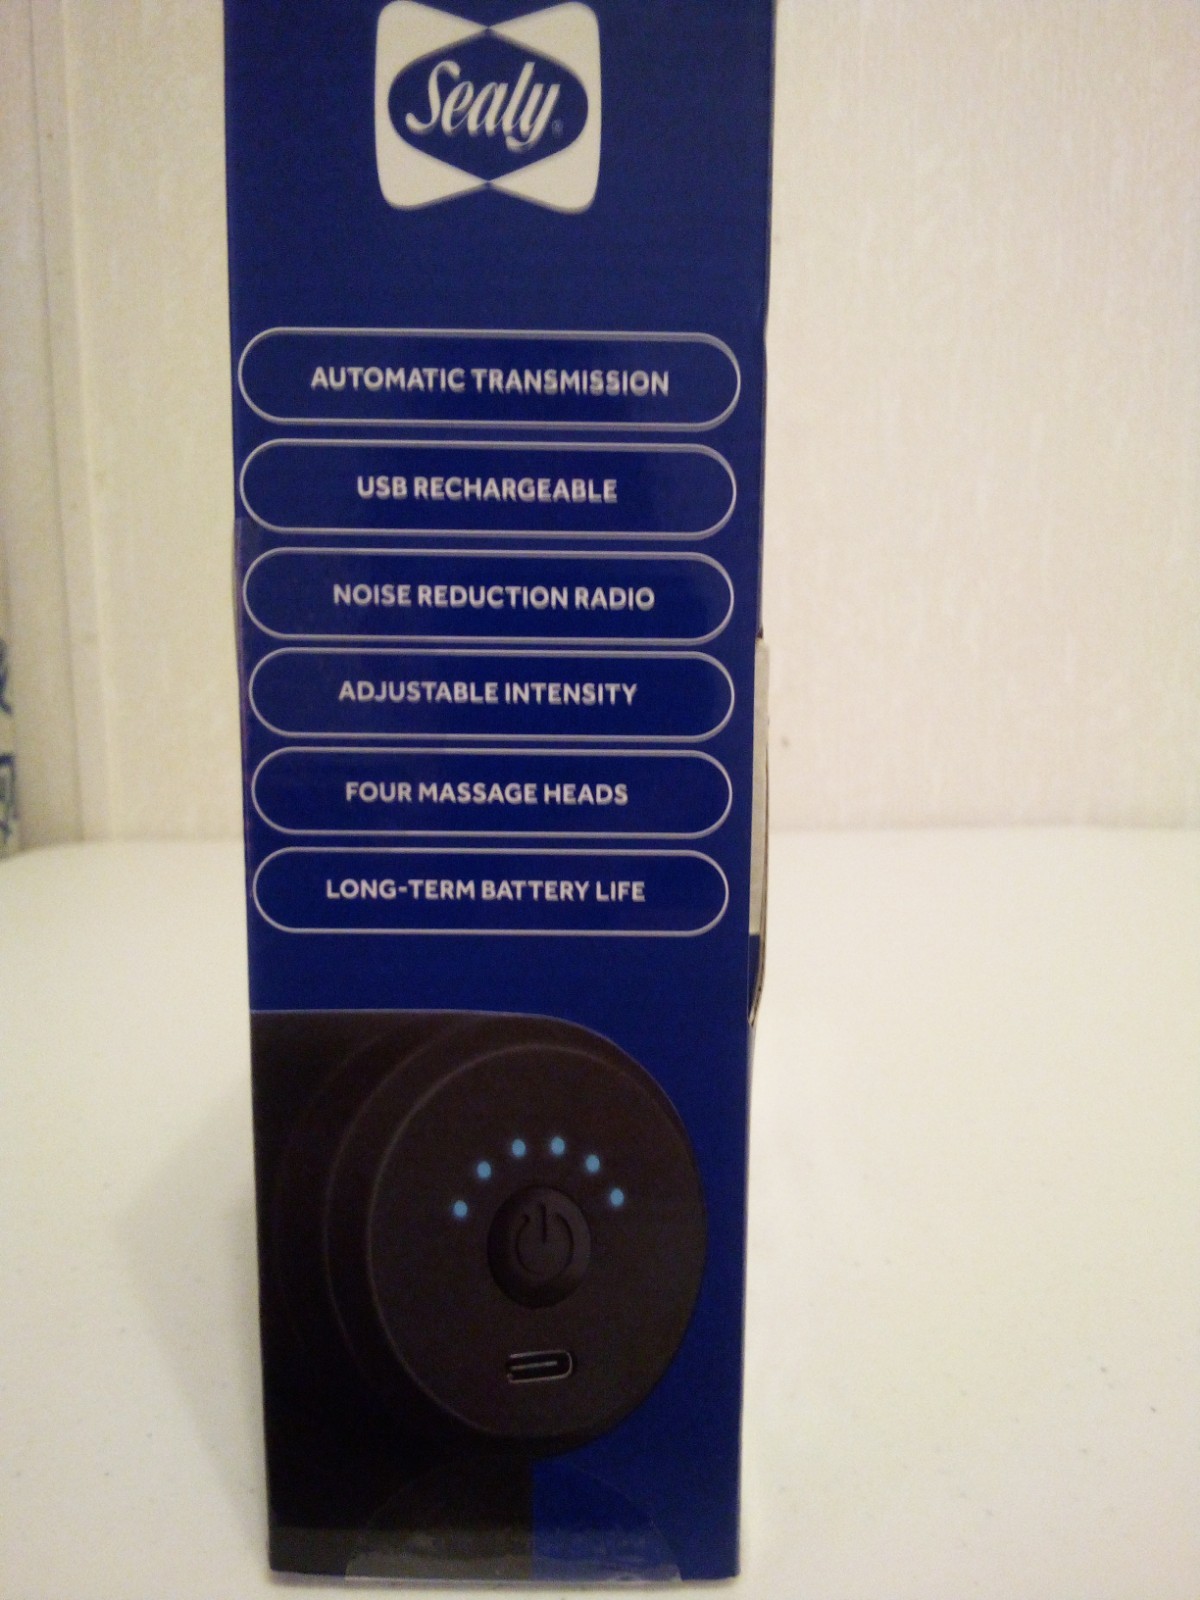 Sealy®
AUTOMATIC TRANSMISSION
USB RECHARGEABLE
NOISE REDUCTION RADIO
ADJUSTABLE INTENSITY
FOUR MASSAGE HEADS
LONG-TERM BATTERY LIFE